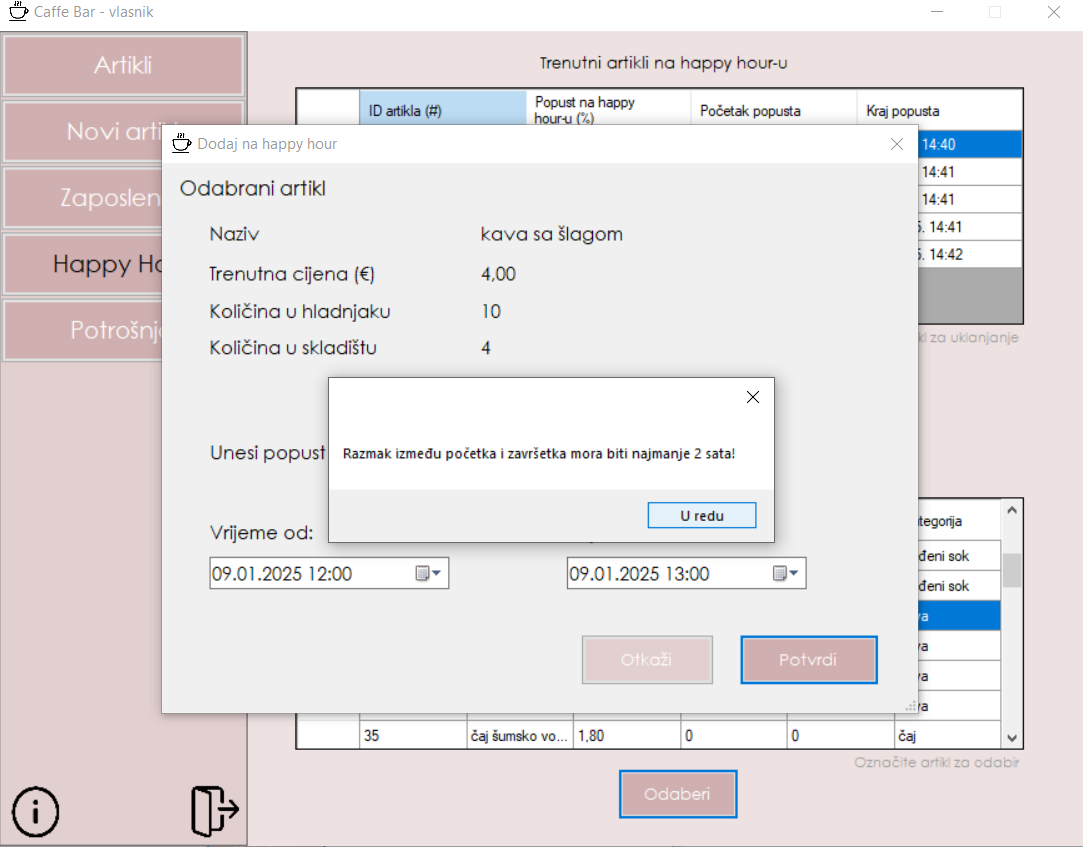 Caffe Bar - vlasnik
Artikli
Novi arti
Zaposlen
Happy Ho
Potrošnj
Trenutni artikli na happy hour-u
ID artikla (#) Popust na happy hour-u (%) Početak popusta Kraj popusta
14:40
14:41
14:41
14:41
14:42
ki za uklanjanje
Dodaj na happy hour
Odabrani artikl
Naziv kava sa šlagom
Trenutna cijena (€) 4,00
Količina u hladnjaku 10
Količina u skladištu 4
Unesi popust
Razmak između početka i završetka mora biti najmanje 2 sata!
U redu
Vrijeme od:
09.01.2025 12:00 09.01.2025 13:00
Otkaži Potvrdi
tegorija
đeni sok
đeni sok
va
va
va
va
35 čaj šumsko vo... 1,80 0 0 čaj
Označite artikl za odabir
Odaberi